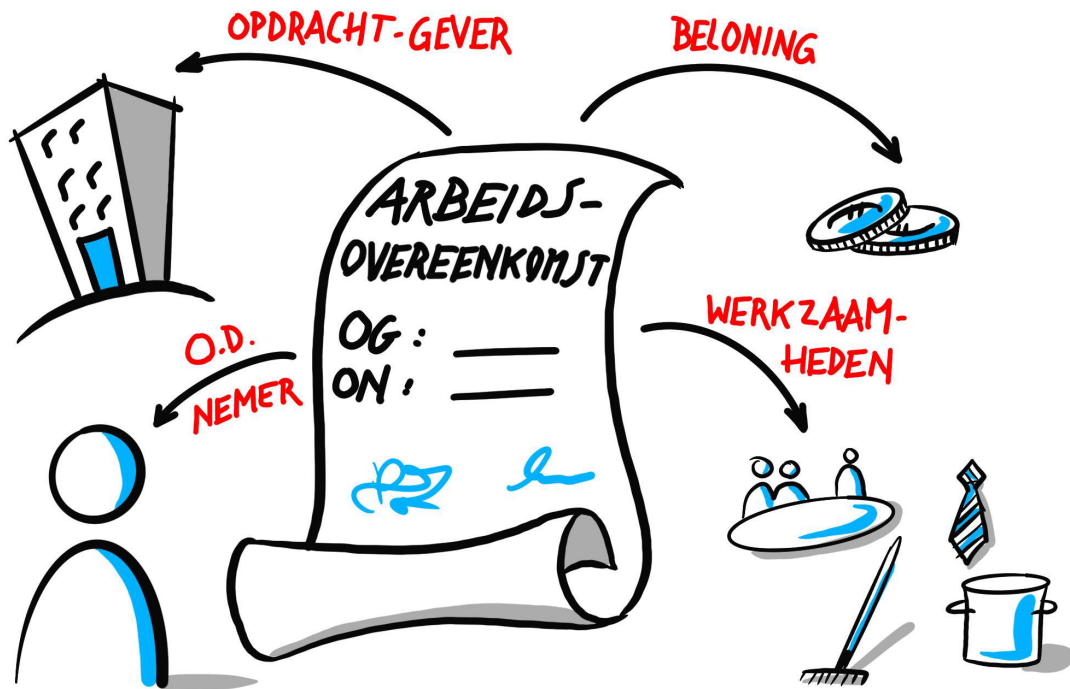 OPDRACHT-GEVER
BELONING
ARBEIDS-
OVEREENKOMST
OG:
ON:
O.D.
NEMER
WERKZAAM-
HEDEN